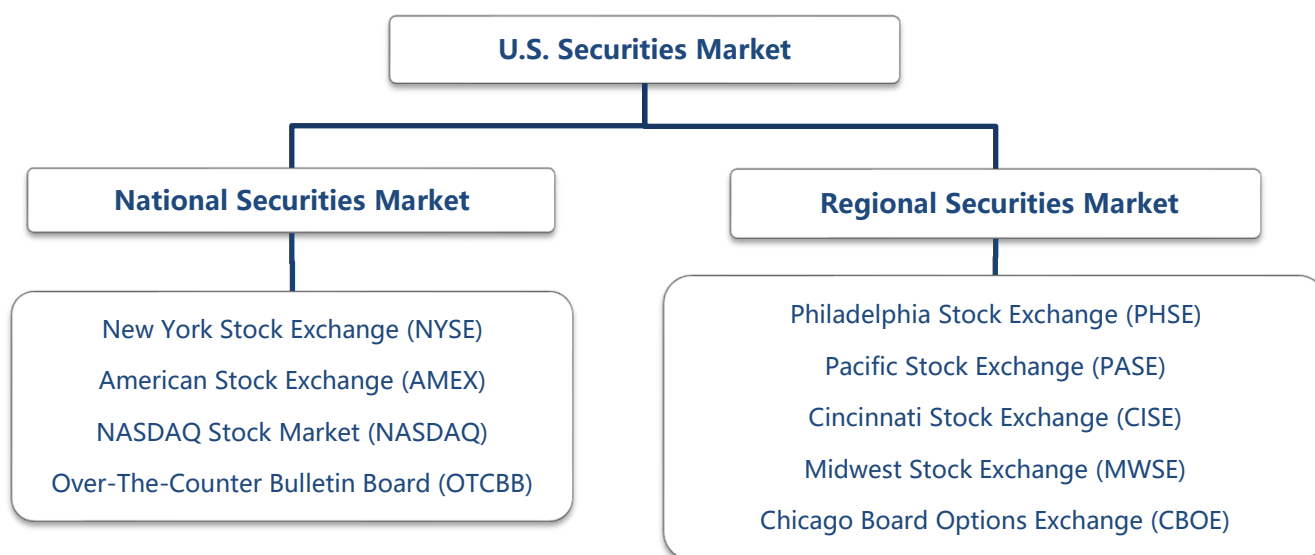 U.S. Securities Market
National Securities Market
Regional Securities Market
New York Stock Exchange (NYSE)
American Stock Exchange (AMEX)
NASDAQ Stock Market (NASDAQ)
Over-The-Counter Bulletin Board (OTCBB)
Philadelphia Stock Exchange (PHSE)
Pacific Stock Exchange (PASE)
Cincinnati Stock Exchange (CISE)
Midwest Stock Exchange (MWSE)
Chicago Board Options Exchange (CBOE)